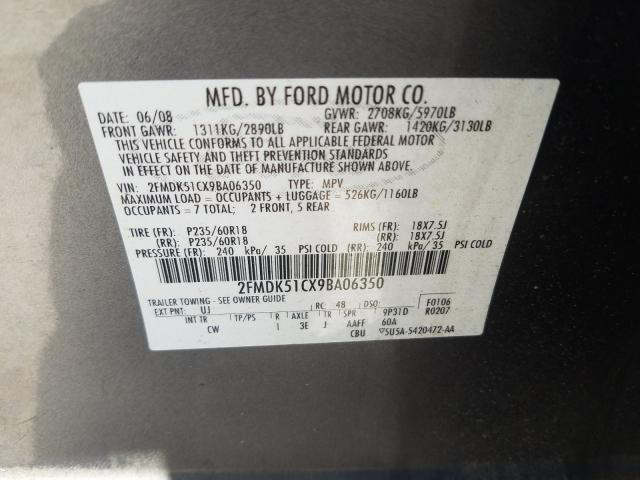 MFD. BY FORD MOTOR CO.
DATE: 06/08 GVWR: 2708KG/5970LB
FRONT GAWR: 1311KG/2890LB REAR GAWR: 1420KG/3130LB
THIS VEHICLE CONFORMS TO ALL APPLICABLE FEDERAL MOTOR
VEHICLE SAFETY AND THEFT PREVENTION STANDARDS
IN EFFECT ON THE DATE OF MANUFACTURE SHOWN ABOVE.
VIN: 2FMDK51CX9BA06350 TYPE: MPV
MAXIMUM LOAD = OCCUPANTS + LUGGAGE = 526KG/1160LB
OCCUPANTS = 7 TOTAL; 2 FRONT, 5 REAR
TIRE (FR): P235/60R18 RIMS (FR): 18X7.5J
(RR): P235/60R18 (RR): 18X7.5J
PRESSURE (FR): 240 kPa/ 35 PSI COLD (RR): 240 kPa/ 35 PSI COLD
2FMDK51CX9BA06350
TRAILER TOWING - SEE OWNER GUIDE
EXT PNT: UJ RC: 48 DSO: 9P31D F0106
INT TR TP/PS R AXLE TR SPR 60A R0207
CW I 3E J AAFF CBU 5U5A-5420472-AA